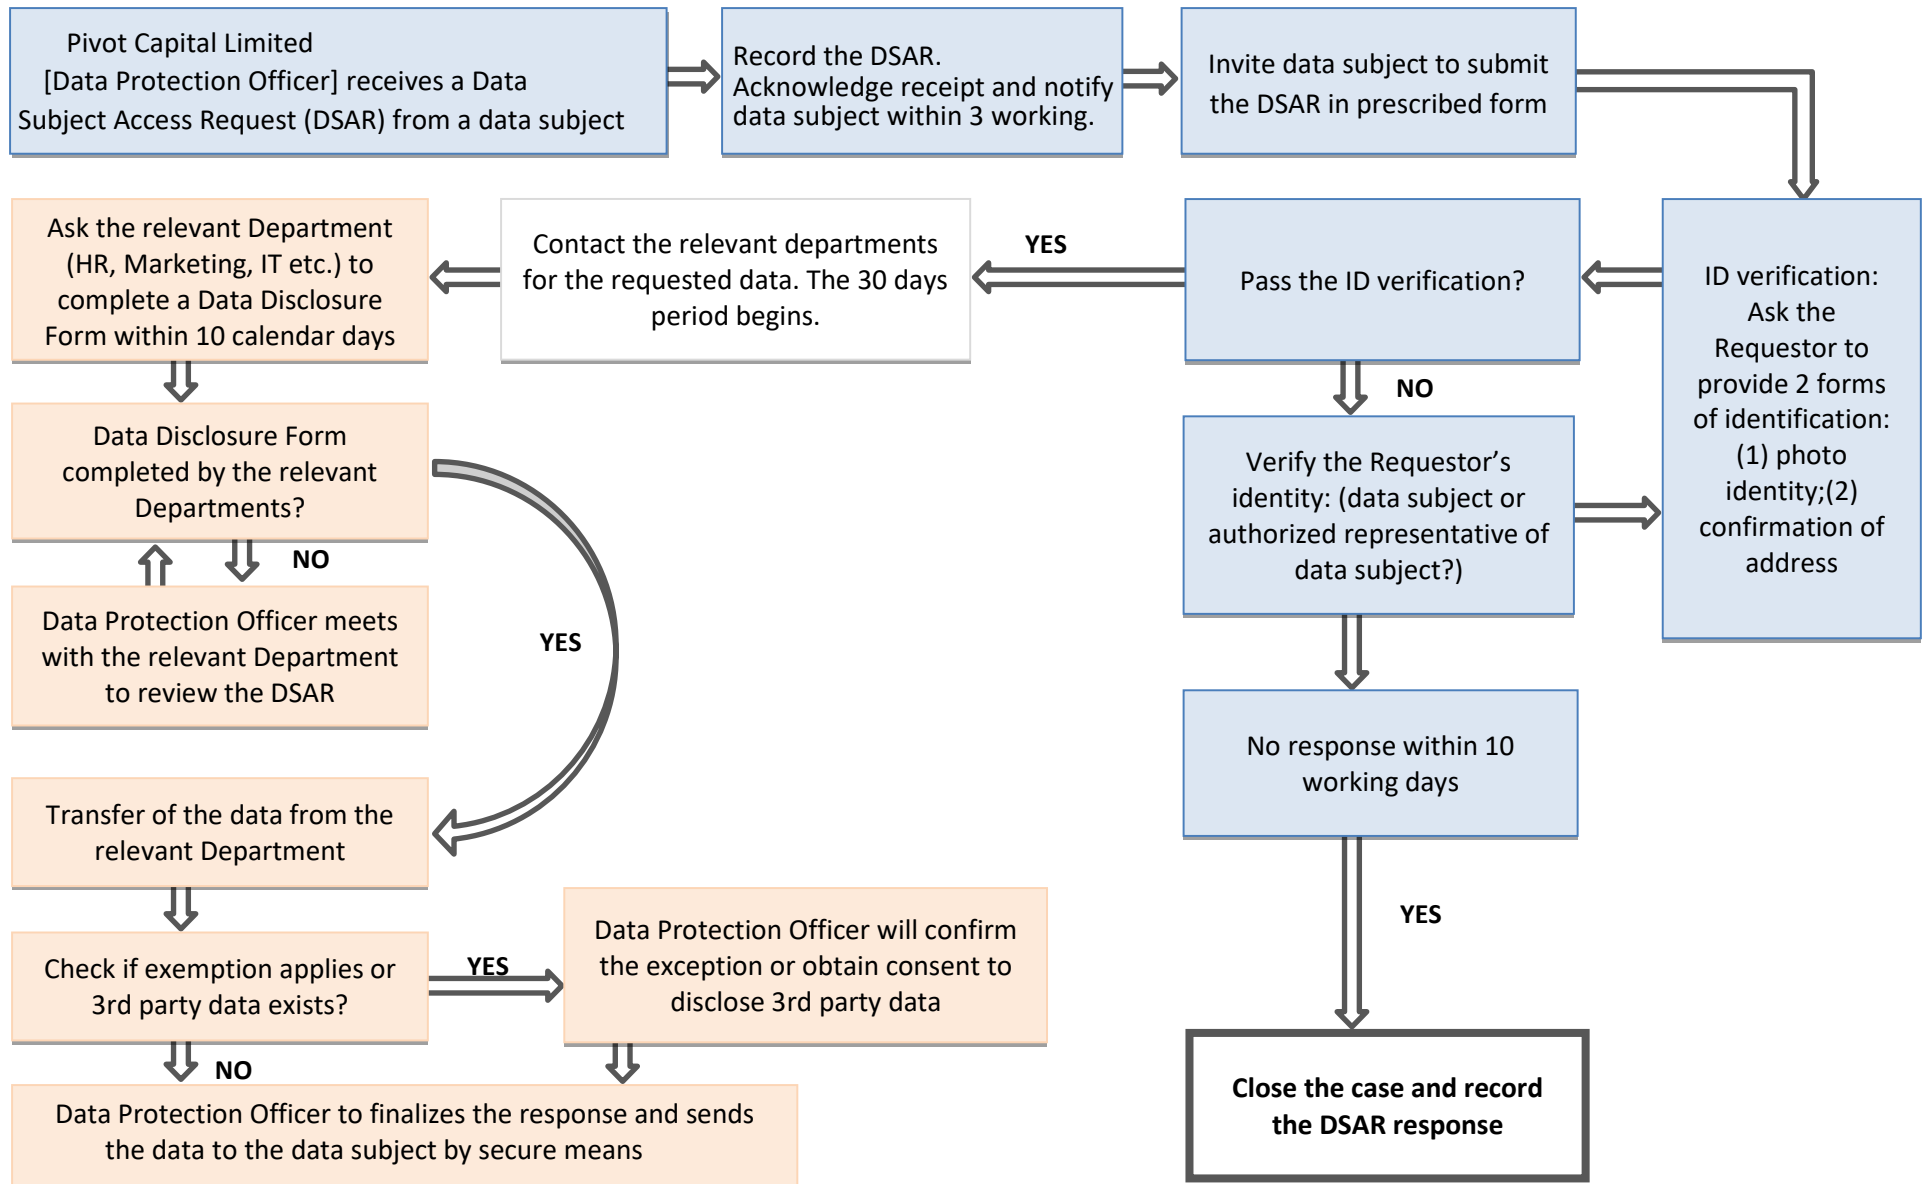 Pivot Capital Limited
[Data Protection Officer] receives a Data
Subject Access Request (DSAR) from a data subject
Record the DSAR.
Acknowledge receipt and notify
data subject within 3 working.
Invite data subject to submit
the DSAR in prescribed form
ID verification:
Ask the
Requestor to
provide 2 forms
of identification:
(1) photo
identity;(2)
confirmation of
address
Pass the ID verification?
YES
Contact the relevant departments
for the requested data. The 30 days
period begins.
Ask the relevant Department
(HR, Marketing, IT etc.) to
complete a Data Disclosure
Form within 10 calendar days
NO
Verify the Requestor’s
identity: (data subject or
authorized representative of
data subject?)
No response within 10
working days
YES
Close the case and record
the DSAR response
Data Disclosure Form
completed by the relevant
Departments?
NO
Data Protection Officer meets
with the relevant Department
to review the DSAR
YES
Transfer of the data from the
relevant Department
Check if exemption applies or
3rd party data exists?
YES
Data Protection Officer will confirm
the exception or obtain consent to
disclose 3rd party data
NO
Data Protection Officer to finalizes the response and sends
the data to the data subject by secure means